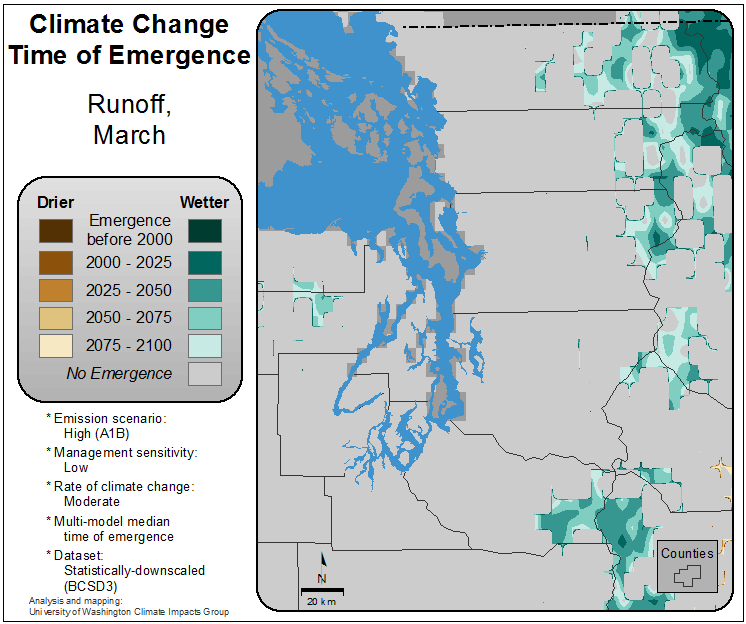 Climate Change
Time of Emergence
Runoff,
March
Drier
Wetter
Emergence
before 2000
2000 - 2025
2025 - 2050
2050 - 2075
2075 - 2100
No Emergence
* Emission scenario:
High (A1B)
* Management sensitivity:
Low
* Rate of climate change:
Moderate
* Multi-model median
time of emergence
* Dataset:
Statistically-downscaled
(BCSD3)
Analysis and mapping:
University of Washington Climate Impacts Group
N
20 km
Counties